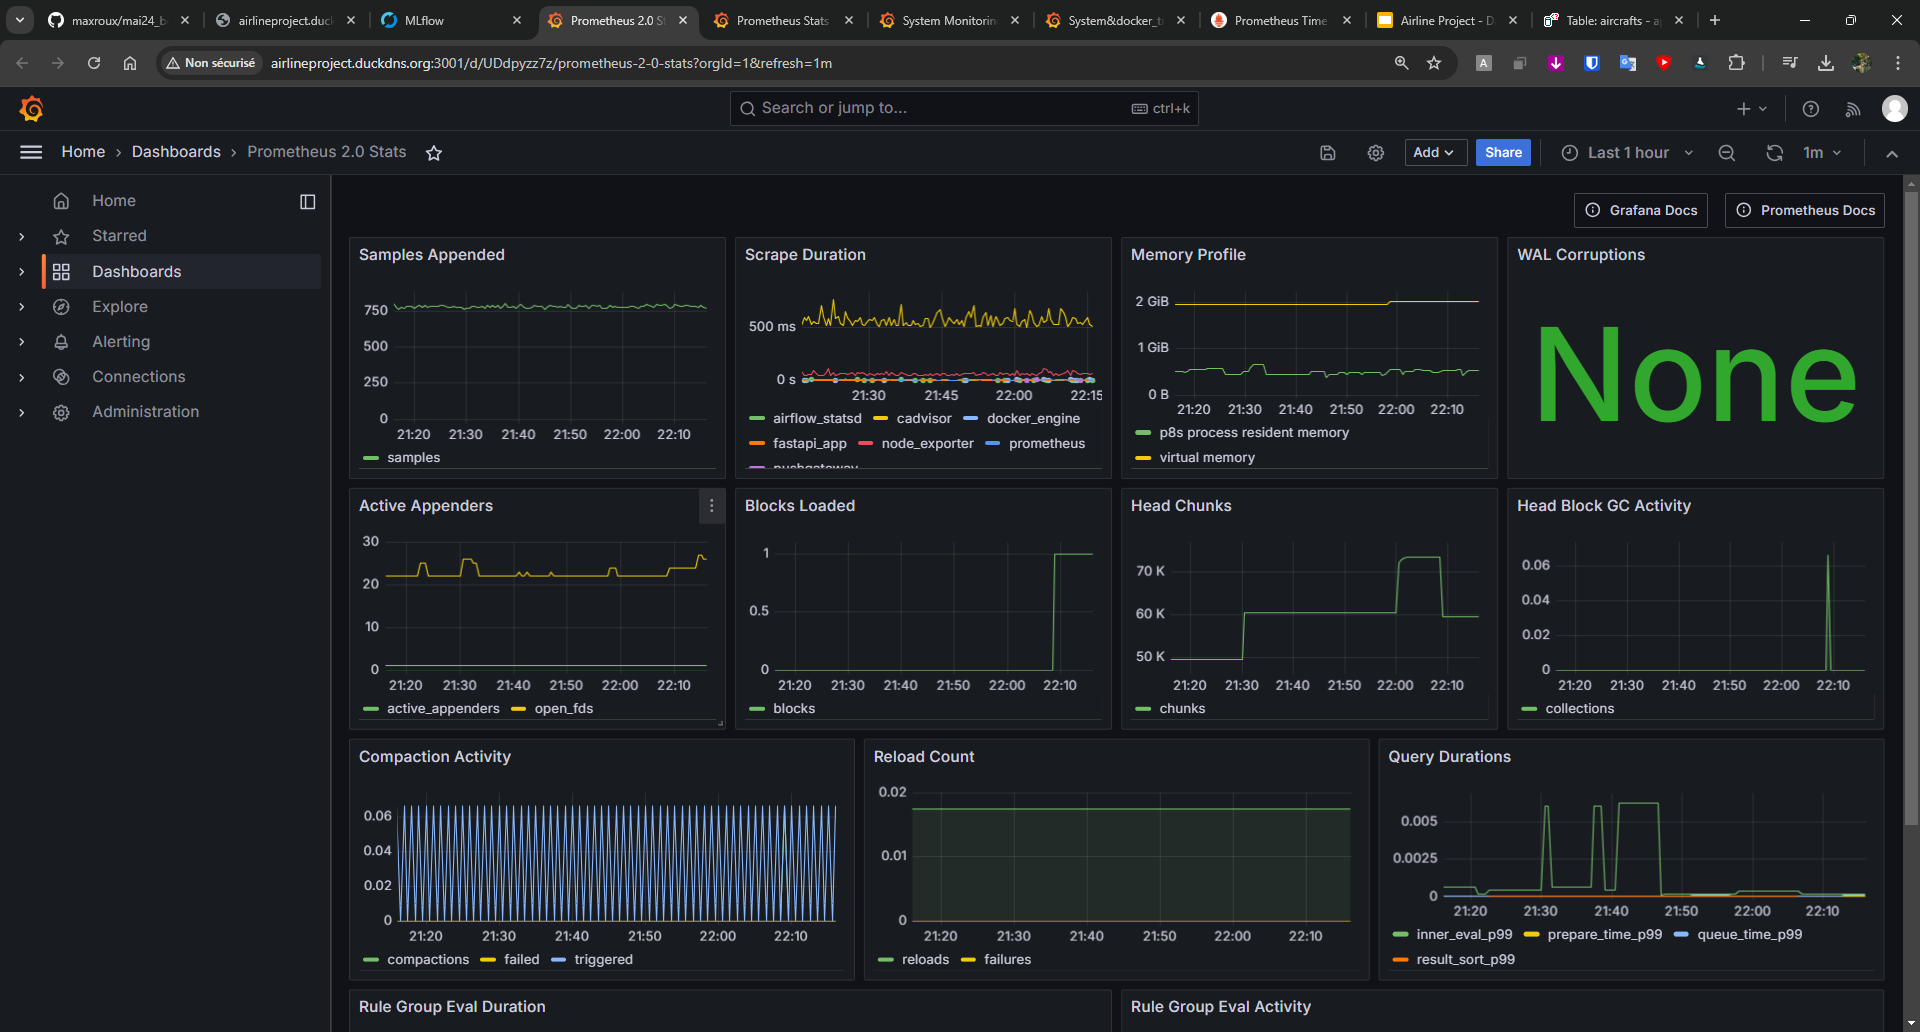 maxroux/mai24_b
airlineproject.duc
MLflow
Prometheus 2.0 S
Prometheus Stats
System Monitorin
System&docker_t
Prometheus Time
Airline Project - D
Table: aircrafts - a
Non sécurisé
airlineproject.duckdns.org:3001/d/UDdpyzz7z/prometheus-2-0-stats?orgId=1&refresh=1m
Search or jump to...
ctrl+k
Home › Dashboards › Prometheus 2.0 Stats
Add
Share
Last 1 hour
1m
Home
Starred
Dashboards
Explore
Alerting
Connections
Administration
Grafana Docs
Prometheus Docs
Samples Appended
750
500
250
0
21:20 21:30 21:40 21:50 22:00 22:10
samples
Scrape Duration
500 ms
0 s
21:30 21:45 22:00 22:15
airflow_statsd cadvisor docker_engine
fastapi_app node_exporter prometheus
pushgateway
Memory Profile
2 GiB
1 GiB
0 B
21:20 21:30 21:40 21:50 22:00 22:10
p8s process resident memory
virtual memory
WAL Corruptions
None
Active Appenders
30
20
10
0
21:20 21:30 21:40 21:50 22:00 22:10
active_appenders open_fds
Blocks Loaded
1
0.5
0
21:20 21:30 21:40 21:50 22:00 22:10
blocks
Head Chunks
70 K
60 K
50 K
21:20 21:30 21:40 21:50 22:00 22:10
chunks
Head Block GC Activity
0.06
0.04
0.02
0
21:20 21:30 21:40 21:50 22:00 22:10
collections
Compaction Activity
0.06
0.04
0.02
0
21:20 21:30 21:40 21:50 22:00 22:10
compactions failed triggered
Reload Count
0.02
0.01
0
21:20 21:30 21:40 21:50 22:00 22:10
reloads failures
Query Durations
0.005
0.0025
0
21:20 21:30 21:40 21:50 22:00 22:10
inner_eval_p99 prepare_time_p99 queue_time_p99
result_sort_p99
Rule Group Eval Duration
Rule Group Eval Activity